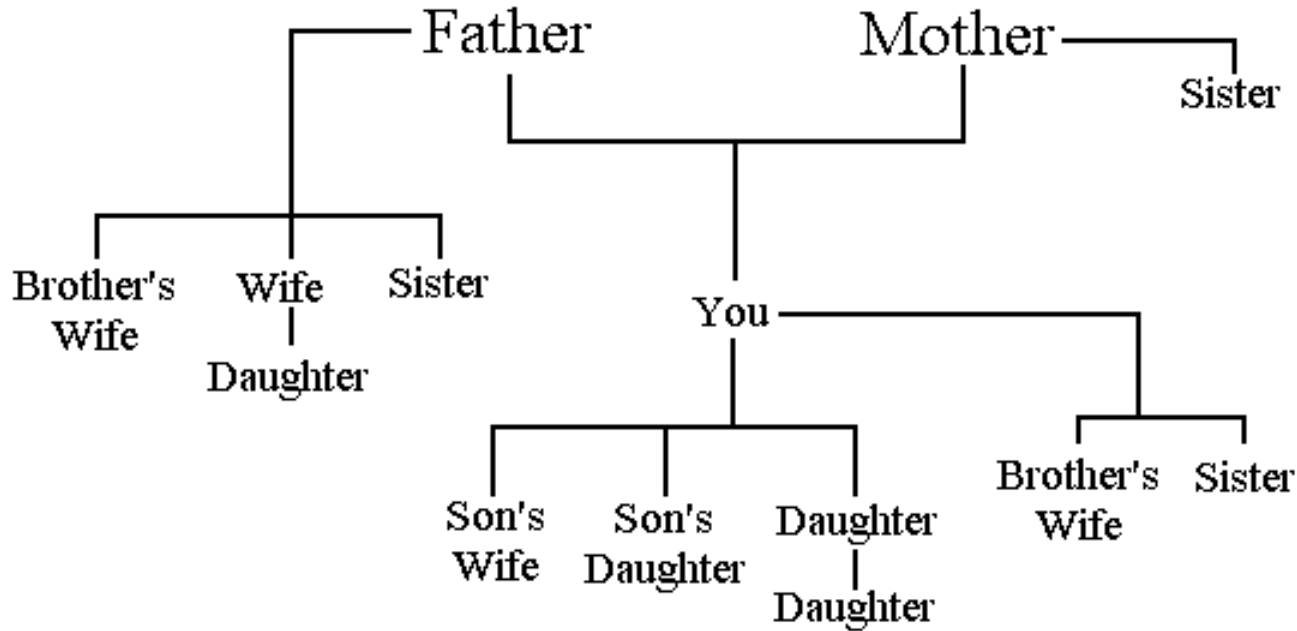 Father
Mother
Sister
Brother's
Wife
Wife
Sister
Daughter
You
Brother's
Wife
Sister
Son's
Wife
Son's
Daughter
Daughter
Daughter